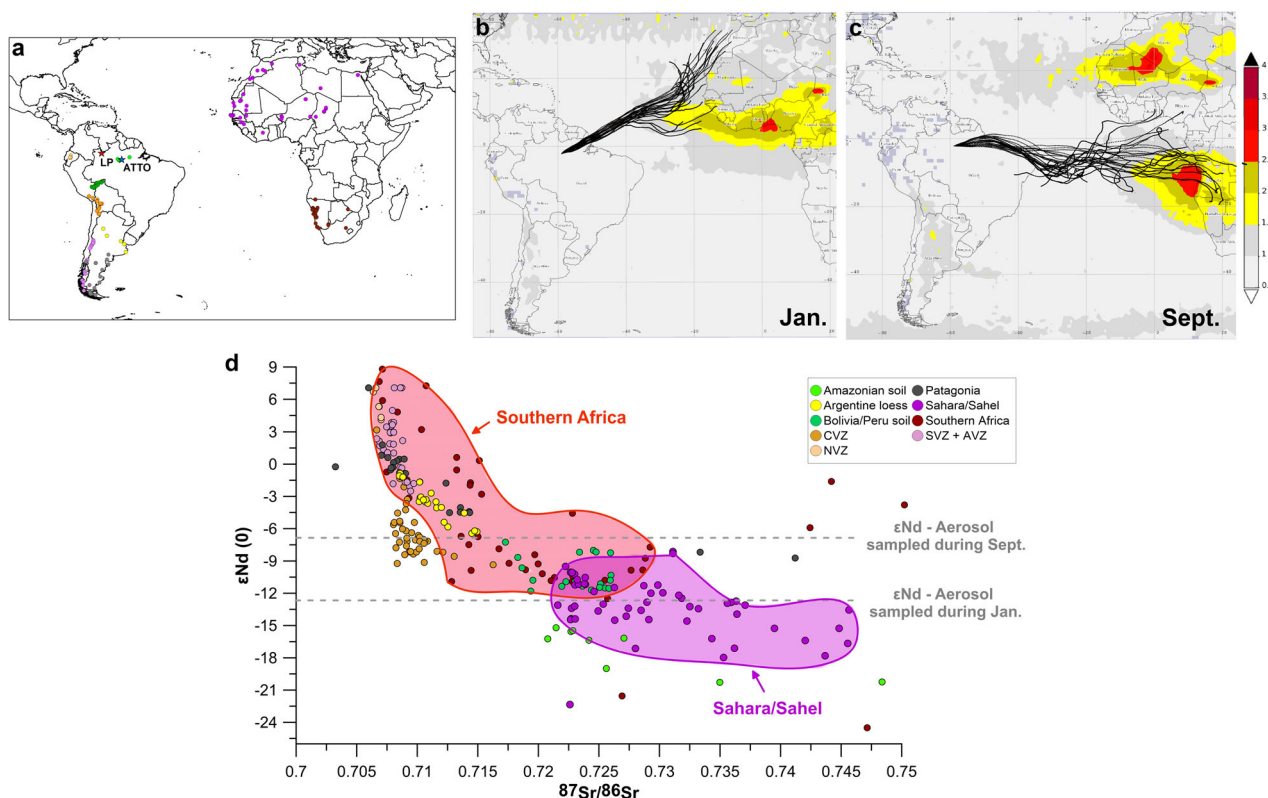 a
LP
ATTO
b
Jan.
c
Sept.
d
9
6
3
0
-3
-6
-9
-12
-15
-18
-21
-24
εNd (0)
Southern Africa
Amazonian soil
Argentine loess
Bolivia/Peru soil
CVZ
NVZ
Patagonia
Sahara/Sahel
Southern Africa
SVZ + AVZ
εNd - Aerosol
sampled during Sept.
εNd - Aerosol
sampled during Jan.
Sahara/Sahel
0.7 0.705 0.71 0.715 0.72 0.725 0.73 0.735 0.74 0.745 0.75
87Sr/86Sr